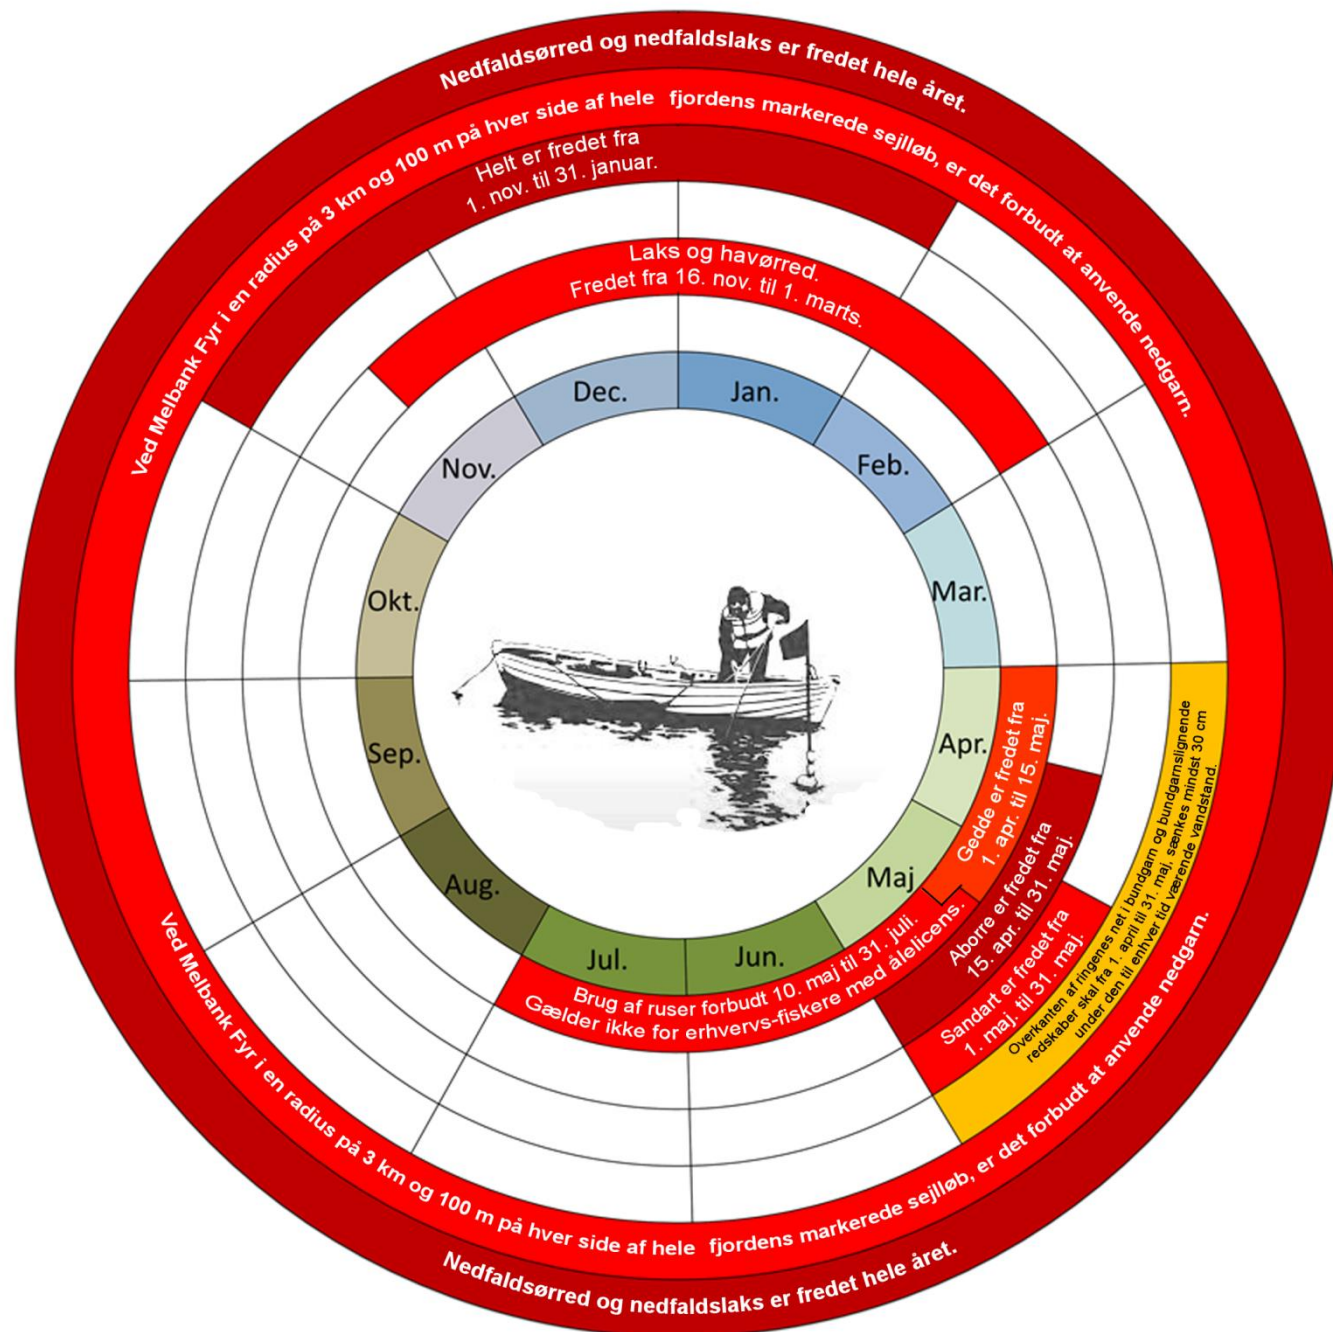 Nedfaldsørred og nedfaldslaks er fredet hele året.
Ved Melbank Fyr i en radius på 3 km og 100 m på hver side af hele fjordens markerede sejlløb, er det forbudt at anvende nedgarn.
Helt er fredet fra
1. nov. til 31. januar.
Laks og havørred.
Fredet fra 16. nov. til 1. marts.
Jan.
Feb.
Mar.
Apr.
Maj
Jun.
Jul.
Aug.
Sep.
Okt.
Nov.
Dec.
Gedde er fredet fra
1. apr. til 15. maj.
Aborre er fredet fra
15. apr. til 31. maj.
Sandart er fredet fra
1. maj. til 31. maj.
Overkanten af ringenes net i bundgarn og bundgarnslignende
redskaber skal fra 1. april til 31. maj, sænkes mindst 30 cm
under den til enhver tid værende vandstand.
Brug af ruser forbudt 10. maj til 31. juli.
Gælder ikke for erhvervs-fiskere med ålelicens.
Ved Melbank Fyr i en radius på 3 km og 100 m på hver side af hele fjordens markerede sejlløb, er det forbudt at anvende nedgarn.
Nedfaldsørred og nedfaldslaks er fredet hele året.